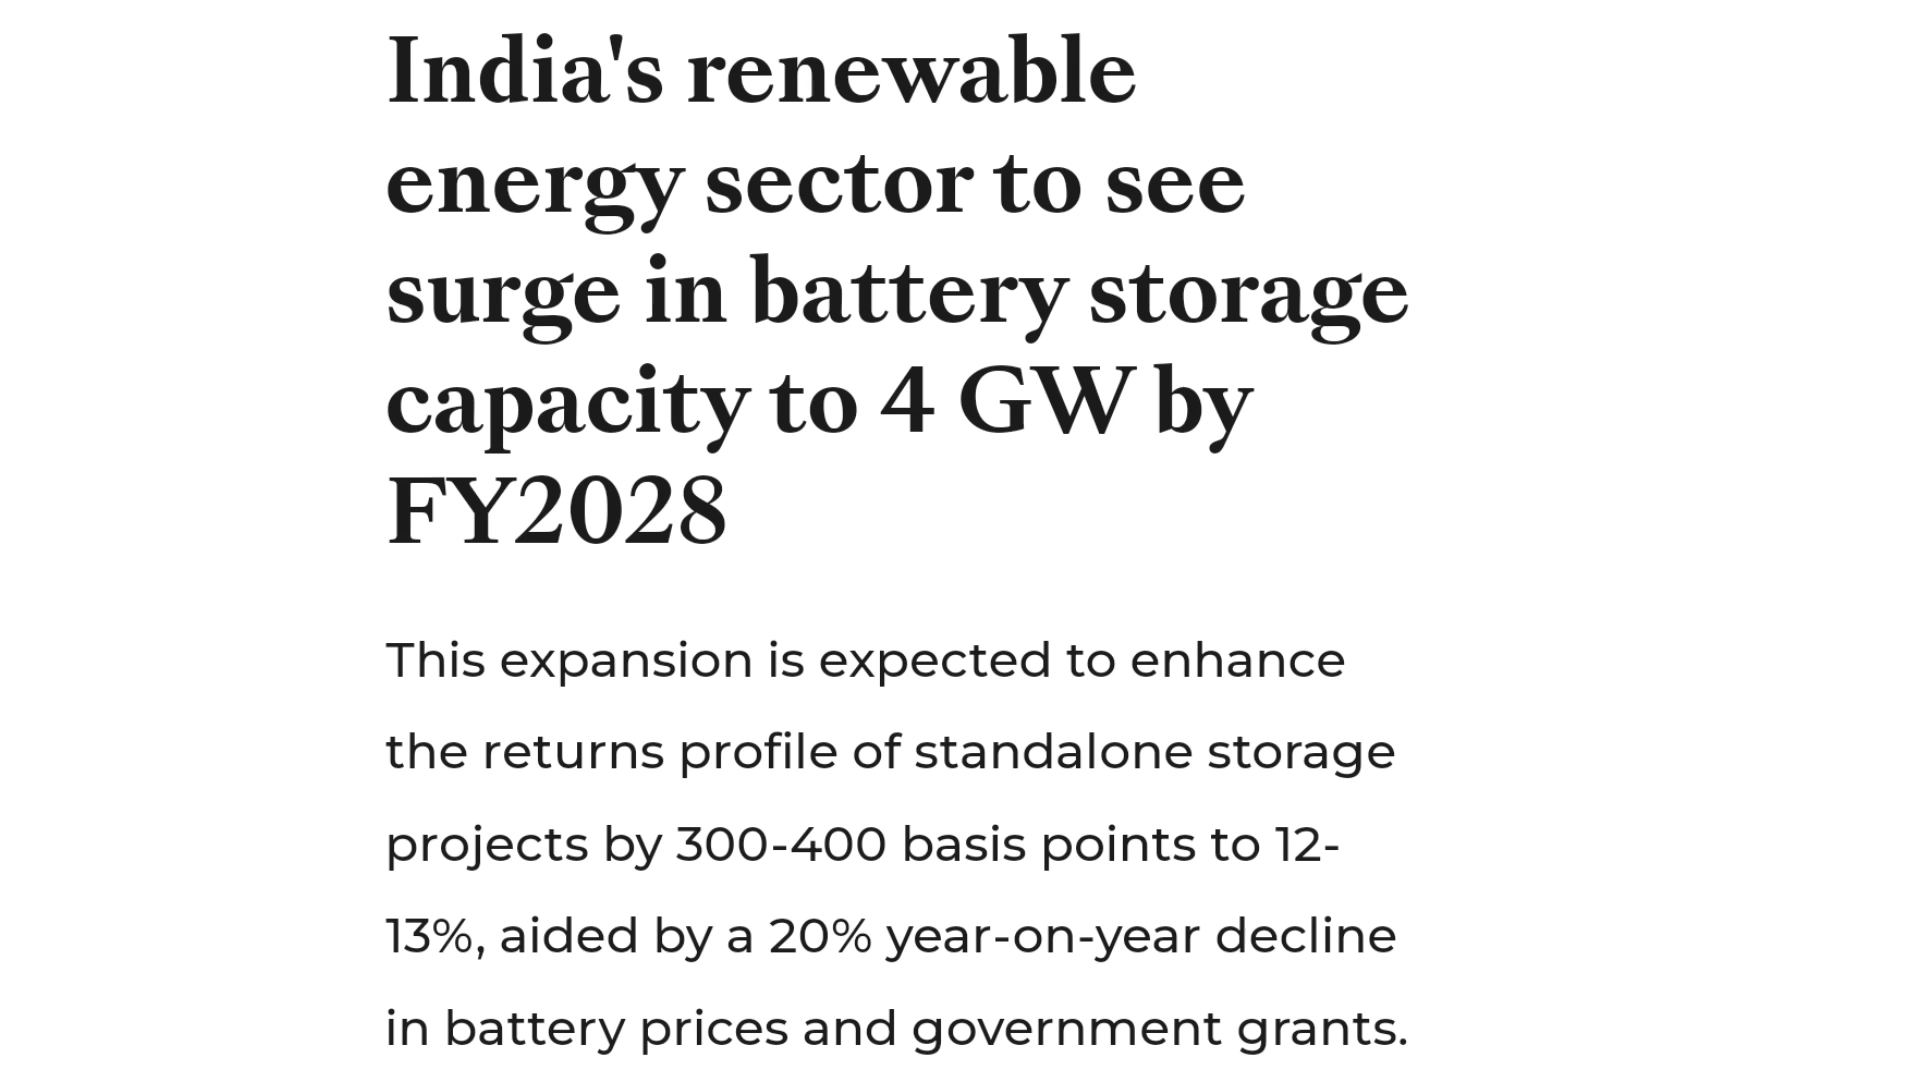 India's renewable
energy sector to see
surge in battery storage
capacity to 4 GW by
FY2028
This expansion is expected to enhance
the returns profile of standalone storage
projects by 300-400 basis points to 12-
13%, aided by a 20% year-on-year decline
in battery prices and government grants.